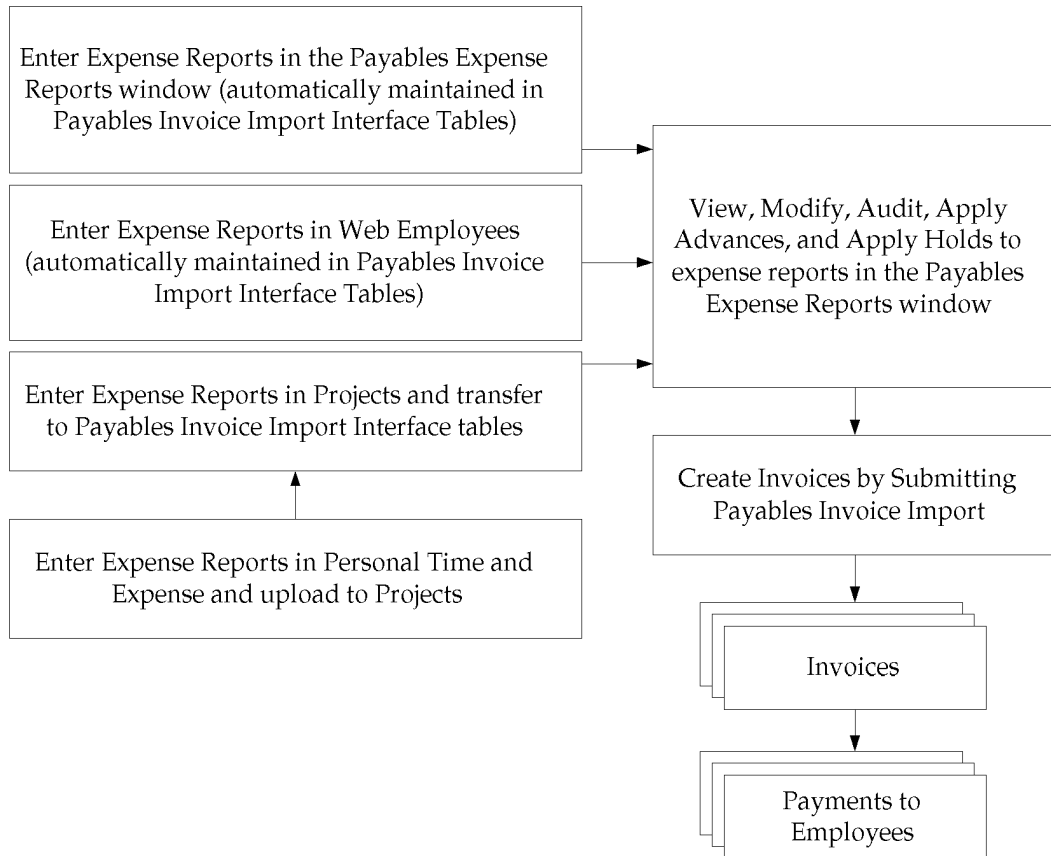 Enter Expense Reports in the Payables Expense
Reports window (automatically maintained in
Payables Invoice Import Interface Tables)
Enter Expense Reports in Web Employees
(automatically maintained in Payables Invoice
Import Interface Tables)
Enter Expense Reports in Projects and transfer
to Payables Invoice Import Interface tables
Enter Expense Reports in Personal Time and
Expense and upload to Projects
View, Modify, Audit, Apply
Advances, and Apply Holds to
expense reports in the Payables
Expense Reports window
Create Invoices by Submitting
Payables Invoice Import
Invoices
Payments to
Employees